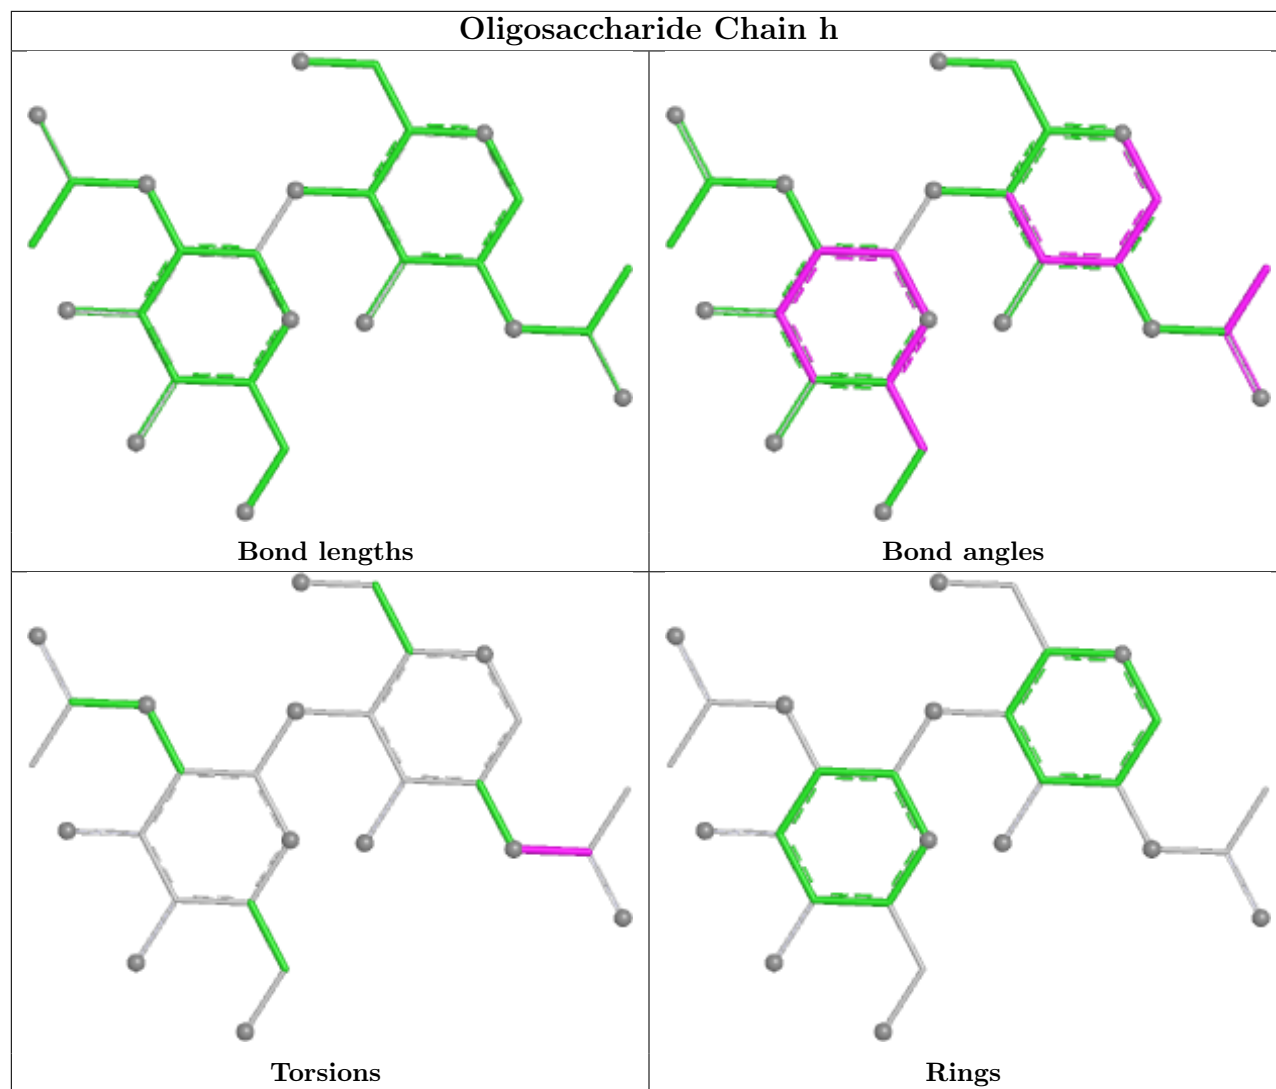 Oligosaccharide Chain h
Bond lengths
Bond angles
Torsions
Rings